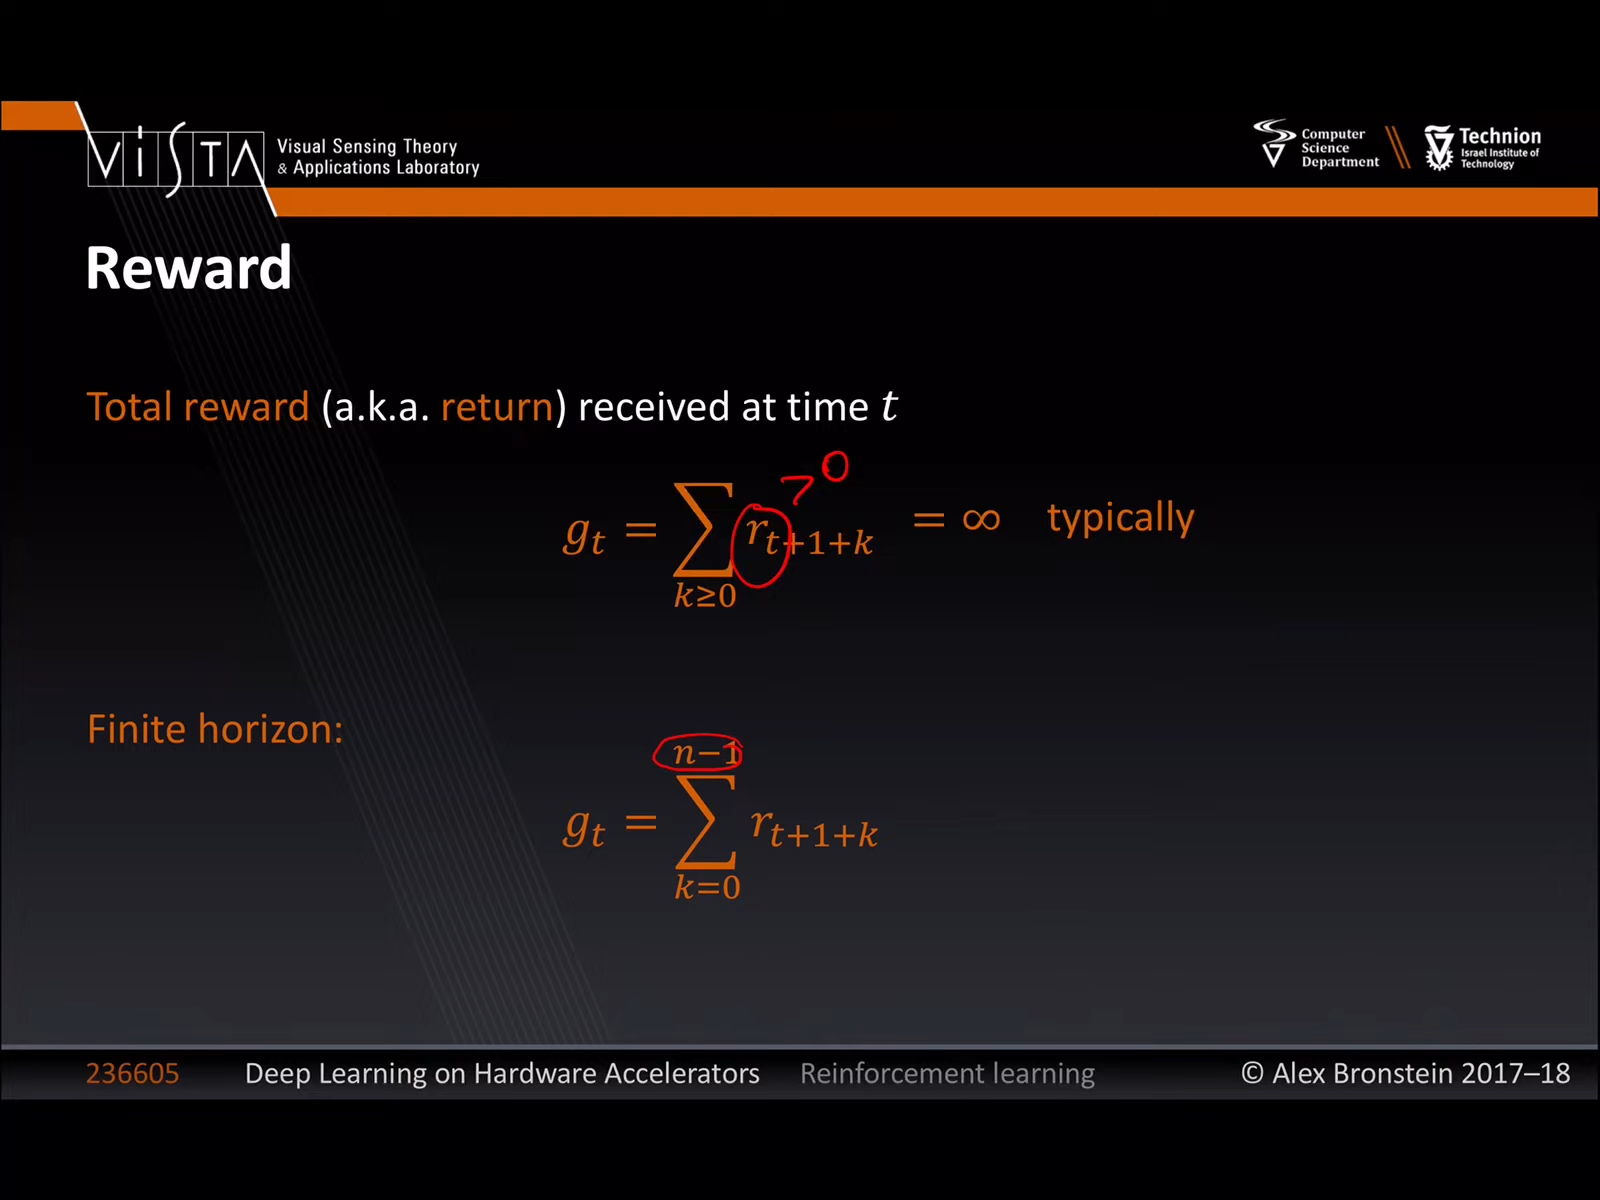 ViSTA
Visual Sensing Theory
& Applications Laboratory
Computer
Science
Department
Technion
Israel Institute of
Technology
Reward
Total reward (a.k.a. return) received at time t
> 0
g_t = ∑_{k≥0} r_{t+1+k} = ∞ typically
Finite horizon:
g_t = ∑_{k=0}^{n−1} r_{t+1+k}
236605 Deep Learning on Hardware Accelerators Reinforcement learning © Alex Bronstein 2017–18